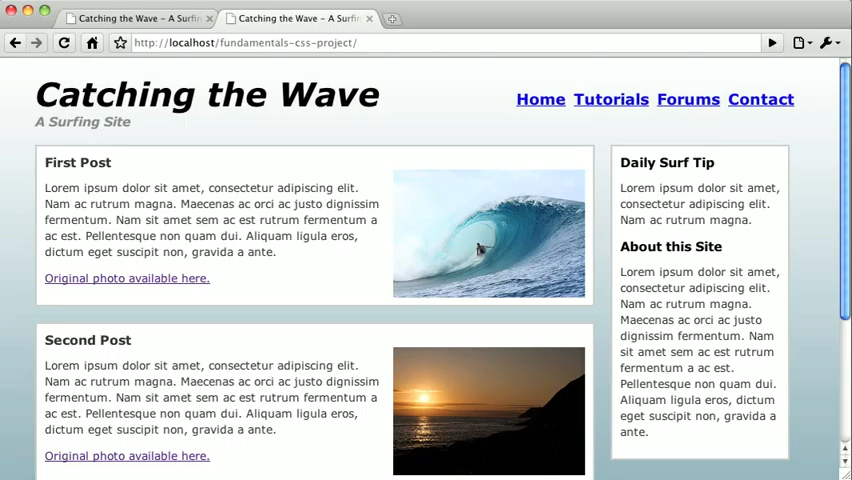 Catching the Wave – A Surfin
Catching the Wave – A Surfin
http://localhost/fundamentals-css-project/
Catching the Wave
A Surfing Site
Home Tutorials Forums Contact
First Post
Lorem ipsum dolor sit amet, consectetur adipiscing elit.
Nam ac rutrum magna. Maecenas ac orci ac justo dignissim
fermentum. Nam sit amet sem ac est rutrum fermentum a
ac est. Pellentesque non quam dui. Aliquam ligula eros,
dictum eget suscipit non, gravida a ante.
Original photo available here.
Second Post
Lorem ipsum dolor sit amet, consectetur adipiscing elit.
Nam ac rutrum magna. Maecenas ac orci ac justo dignissim
fermentum. Nam sit amet sem ac est rutrum fermentum a
ac est. Pellentesque non quam dui. Aliquam ligula eros,
dictum eget suscipit non, gravida a ante.
Original photo available here.
Daily Surf Tip
Lorem ipsum dolor sit amet,
consectetur adipiscing elit.
Nam ac rutrum magna.
About this Site
Lorem ipsum dolor sit amet,
consectetur adipiscing elit.
Nam ac rutrum magna.
Maecenas ac orci ac justo
dignissim fermentum. Nam
sit amet sem ac est rutrum
fermentum a ac est.
Pellentesque non quam dui.
Aliquam ligula eros, dictum
eget suscipit non, gravida a
ante.